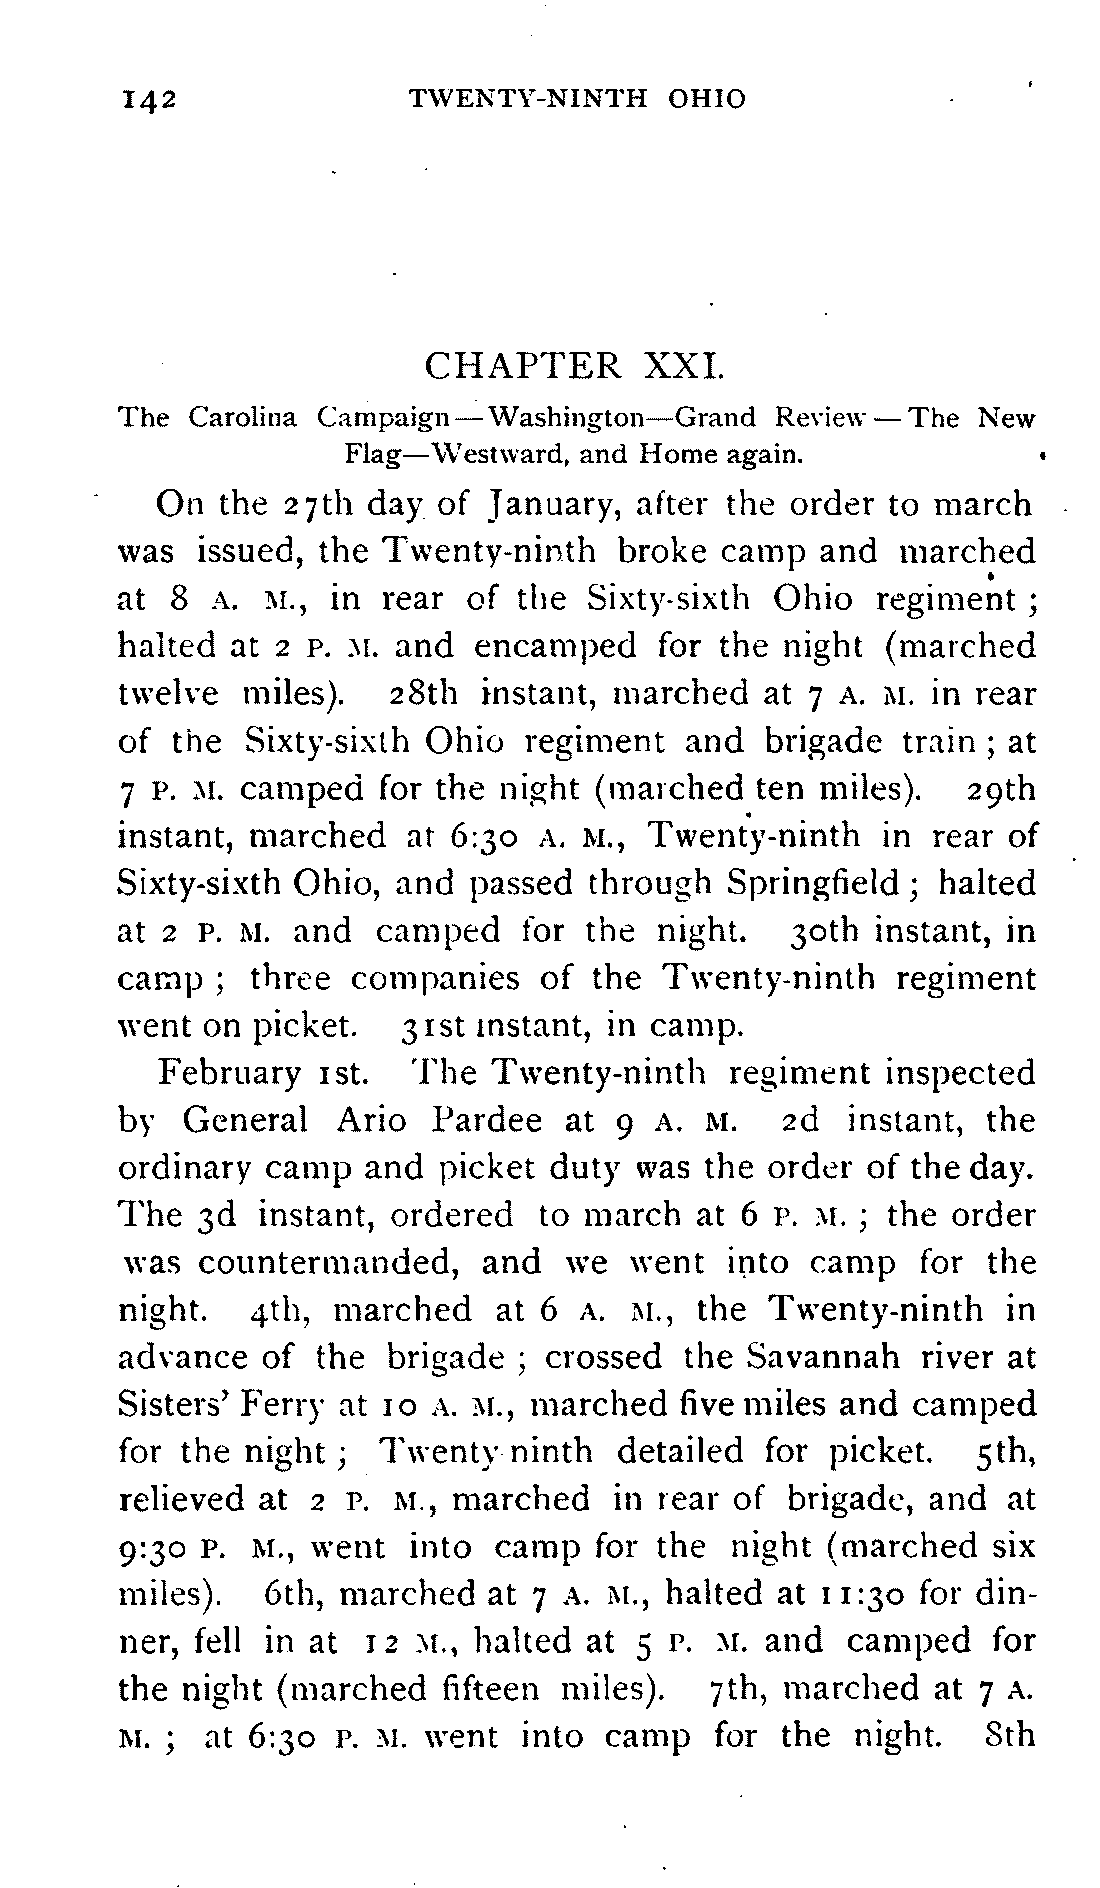 142 TWENTY-NINTH OHIO
CHAPTER XXI.
The Carolina Campaign—Washington—Grand Review—The New
Flag—Westward, and Home again.
On the 27th day of January, after the order to march
was issued, the Twenty-ninth broke camp and marched
at 8 A. M., in rear of the Sixty-sixth Ohio regiment ;
halted at 2 P. M. and encamped for the night (marched
twelve miles). 28th instant, marched at 7 A. M. in rear
of the Sixty-sixth Ohio regiment and brigade train ; at
7 P. M. camped for the night (marched ten miles). 29th
instant, marched at 6:30 A. M., Twenty-ninth in rear of
Sixty-sixth Ohio, and passed through Springfield ; halted
at 2 P. M. and camped for the night. 30th instant, in
camp ; three companies of the Twenty-ninth regiment
went on picket. 31st instant, in camp.
February 1st. The Twenty-ninth regiment inspected
by General Ario Pardee at 9 A. M. 2d instant, the
ordinary camp and picket duty was the order of the day.
The 3d instant, ordered to march at 6 P. M. ; the order
was countermanded, and we went into camp for the
night. 4th, marched at 6 A. M., the Twenty-ninth in
advance of the brigade ; crossed the Savannah river at
Sisters' Ferry at 10 A. M., marched five miles and camped
for the night ; Twenty ninth detailed for picket. 5th,
relieved at 2 P. M., marched in rear of brigade, and at
9:30 P. M., went into camp for the night (marched six
miles). 6th, marched at 7 A. M., halted at 11:30 for din-
ner, fell in at 12 M., halted at 5 P. M. and camped for
the night (marched fifteen miles). 7th, marched at 7 A.
M. ; at 6:30 P. M. went into camp for the night. 8th